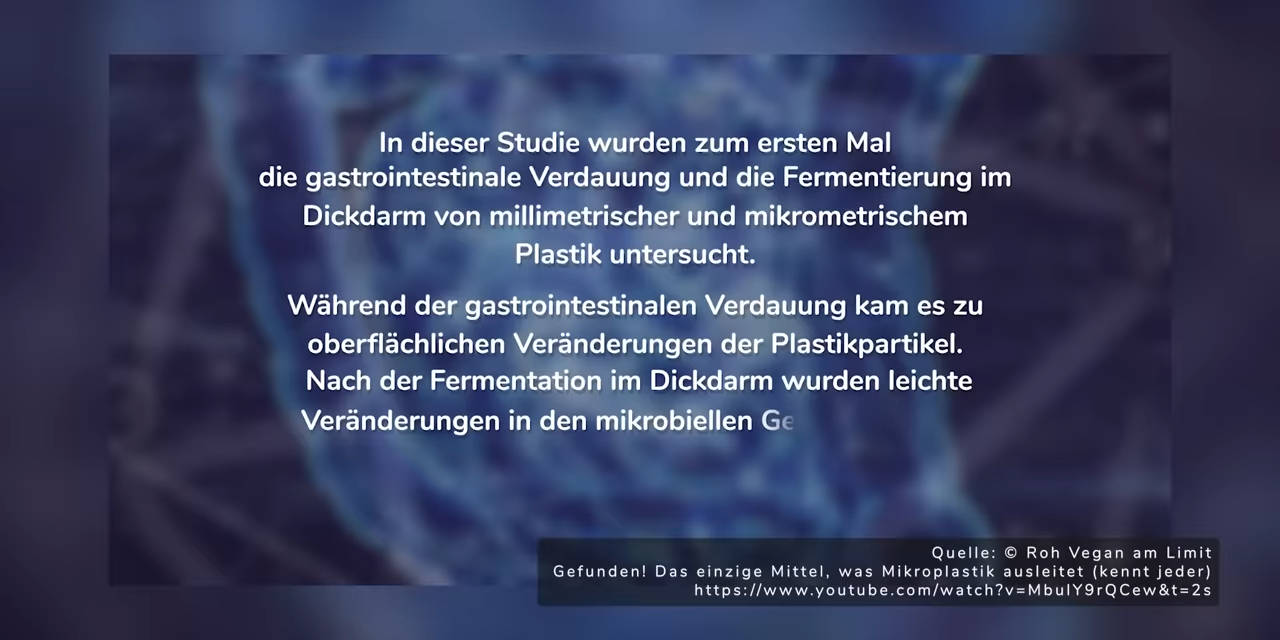 In dieser Studie wurden zum ersten Mal
die gastrointestinale Verdauung und die Fermentierung im
Dickdarm von millimetrischer und mikrometrischem
Plastik untersucht.
Während der gastrointestinalen Verdauung kam es zu
oberflächlichen Veränderungen der Plastikpartikel.
Nach der Fermentation im Dickdarm wurden leichte
Veränderungen in den mikrobiellen Ge
Quelle: © Roh Vegan am Limit
Gefunden! Das einzige Mittel, was Mikroplastik ausleitet (kennt jeder)
https://www.youtube.com/watch?v=MbuIY9rQCew&t=2s